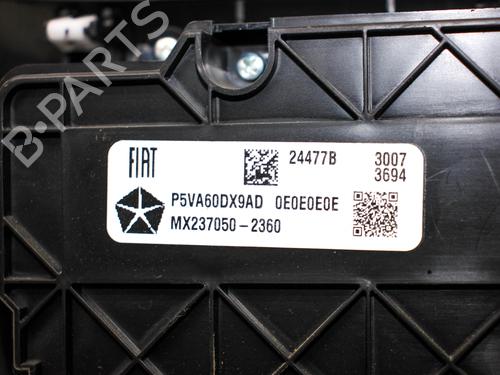 B-PARTS
FIAT 24477B 3007
3694
P5VA60DX9AD 0E0E0E0E
MX237050-2360